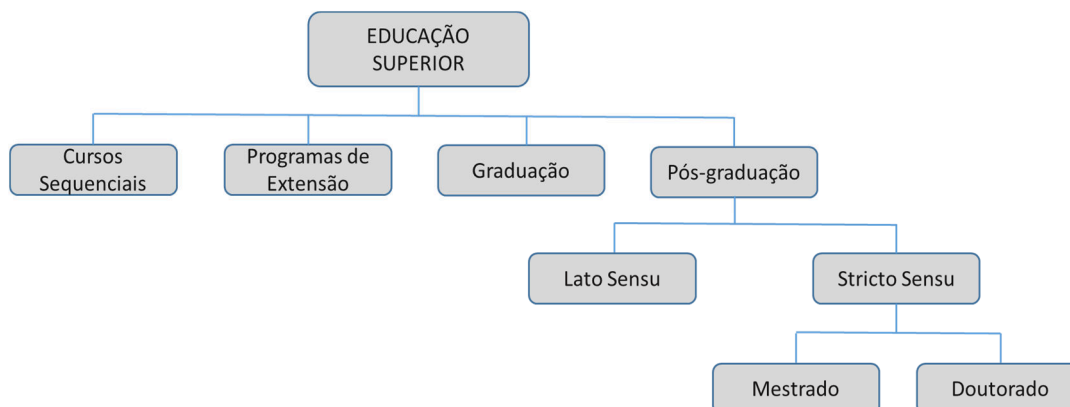 EDUCAÇÃO
SUPERIOR
Cursos
Sequenciais
Programas de
Extensão
Graduação
Pós-graduação
Lato Sensu
Stricto Sensu
Mestrado
Doutorado